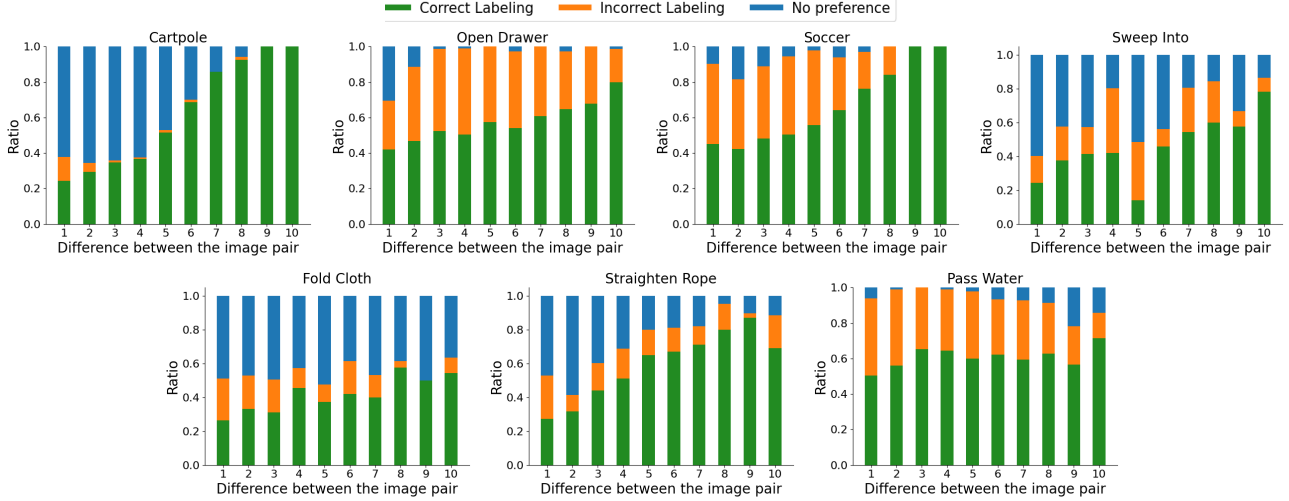 Correct Labeling Incorrect Labeling No preference
Cartpole
Ratio
1.0
0.8
0.6
0.4
0.2
0.0
1 2 3 4 5 6 7 8 9 10
Difference between the image pair
Open Drawer
Ratio
1.0
0.8
0.6
0.4
0.2
0.0
1 2 3 4 5 6 7 8 9 10
Difference between the image pair
Soccer
Ratio
1.0
0.8
0.6
0.4
0.2
0.0
1 2 3 4 5 6 7 8 9 10
Difference between the image pair
Sweep Into
Ratio
1.0
0.8
0.6
0.4
0.2
0.0
1 2 3 4 5 6 7 8 9 10
Difference between the image pair
Fold Cloth
Ratio
1.0
0.8
0.6
0.4
0.2
0.0
1 2 3 4 5 6 7 8 9 10
Difference between the image pair
Straighten Rope
Ratio
1.0
0.8
0.6
0.4
0.2
0.0
1 2 3 4 5 6 7 8 9 10
Difference between the image pair
Pass Water
Ratio
1.0
0.8
0.6
0.4
0.2
0.0
1 2 3 4 5 6 7 8 9 10
Difference between the image pair